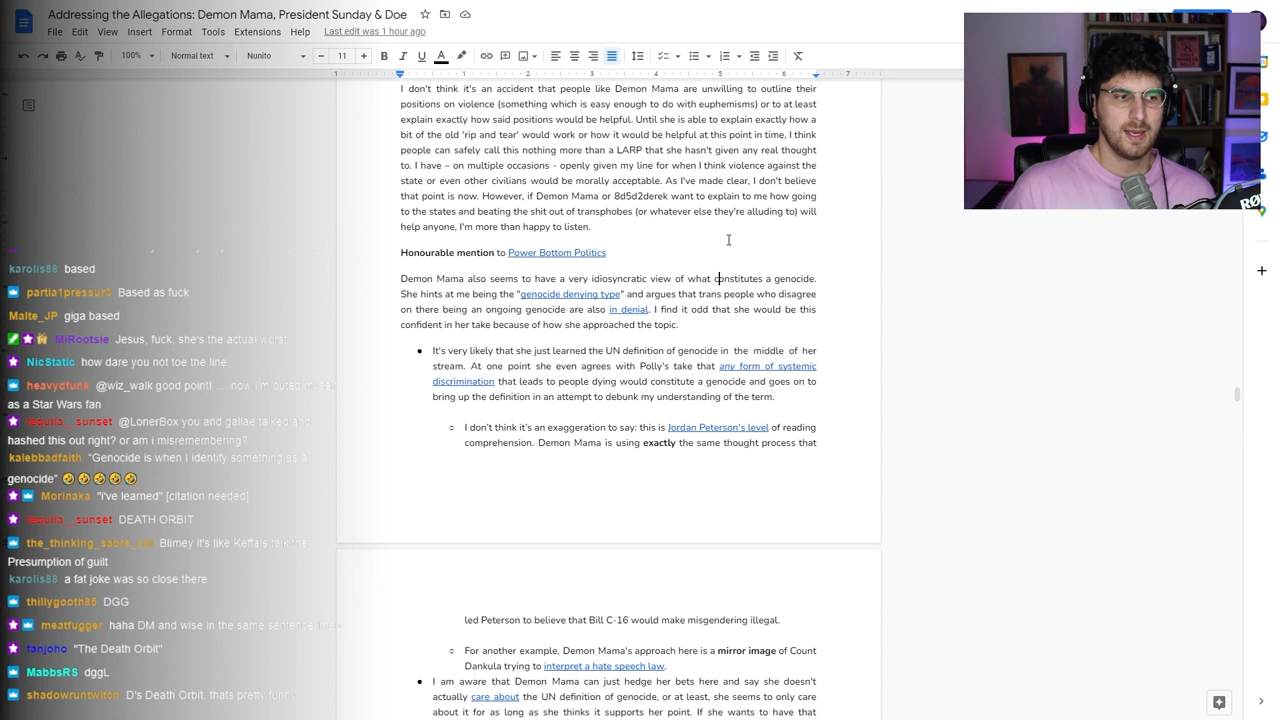 Addressing the Allegations: Demon Mama, President Sunday & Doe
File Edit View Insert Format Tools Extensions Help Last edit was 1 hour ago
100% Normal text Nunito 11
1 1 2 3 4 5 6 7
I don't think it's an accident that people like Demon Mama are unwilling to outline their
positions on violence (something which is easy enough to do with euphemisms) or to at least
explain exactly how said positions would be helpful. Until she is able to explain exactly how a
bit of the old 'rip and tear' would work or how it would be helpful at this point in time, I think
people can safely call this nothing more than a LARP that she hasn't given any real thought
to. I have – on multiple occasions - openly given my line for when I think violence against the
state or even other civilians would be morally acceptable. As I've made clear, I don't believe
that point is now. However, if Demon Mama or 8d5d2derek want to explain to me how going
to the states and beating the shit out of transphobes (or whatever else they're alluding to) will
help anyone, I'm more than happy to listen.
Honourable mention to Power Bottom Politics
Demon Mama also seems to have a very idiosyncratic view of what constitutes a genocide.
She hints at me being the "genocide denying type" and argues that trans people who disagree
on there being an ongoing genocide are also in denial. I find it odd that she would be this
confident in her take because of how she approached the topic.
● It's very likely that she just learned the UN definition of genocide in the middle of her
stream. At one point she even agrees with Polly's take that any form of systemic
discrimination that leads to people dying would constitute a genocide and goes on to
bring up the definition in an attempt to debunk my understanding of the term.
○ I don't think it's an exaggeration to say: this is Jordan Peterson's level of reading
comprehension. Demon Mama is using exactly the same thought process that
led Peterson to believe that Bill C-16 would make misgendering illegal.
○ For another example, Demon Mama's approach here is a mirror image of Count
Dankula trying to interpret a hate speech law.
● I am aware that Demon Mama can just hedge her bets here and say she doesn't
actually care about the UN definition of genocide, or at least, she seems to only care
about it for as long as she thinks it supports her point. If she wants to have that
karolis88 based
partia1pressur3 Based as fuck
Malte_JP giga based
MiRootsie Jesus, fuck, she's the actual worst
NicStatic how dare you not toe the line
heavydfunk @wiz_walk good point! .... now i'm outed
as a Star Wars fan
tequila__sunset @LonerBox you and gallae talked and
hashed this out right? or am i misremembering?
kalebbadfaith "Genocide is when I identify something as a
genocide" 🤣🤣🤣🤣🤣
Morinaka "i've learned" [citation needed]
tequila__sunset DEATH ORBIT
Blimey it's like Keffals talk the
Presumption of guilt
karolis88 a fat joke was so close there
thillygooth85 DGG
meatfugger haha DM and wise in the same sentence
fanjoho "The Death Orbit"
MabbsRS dggL
shadowruntwitch D's Death Orbit, thats pretty funny